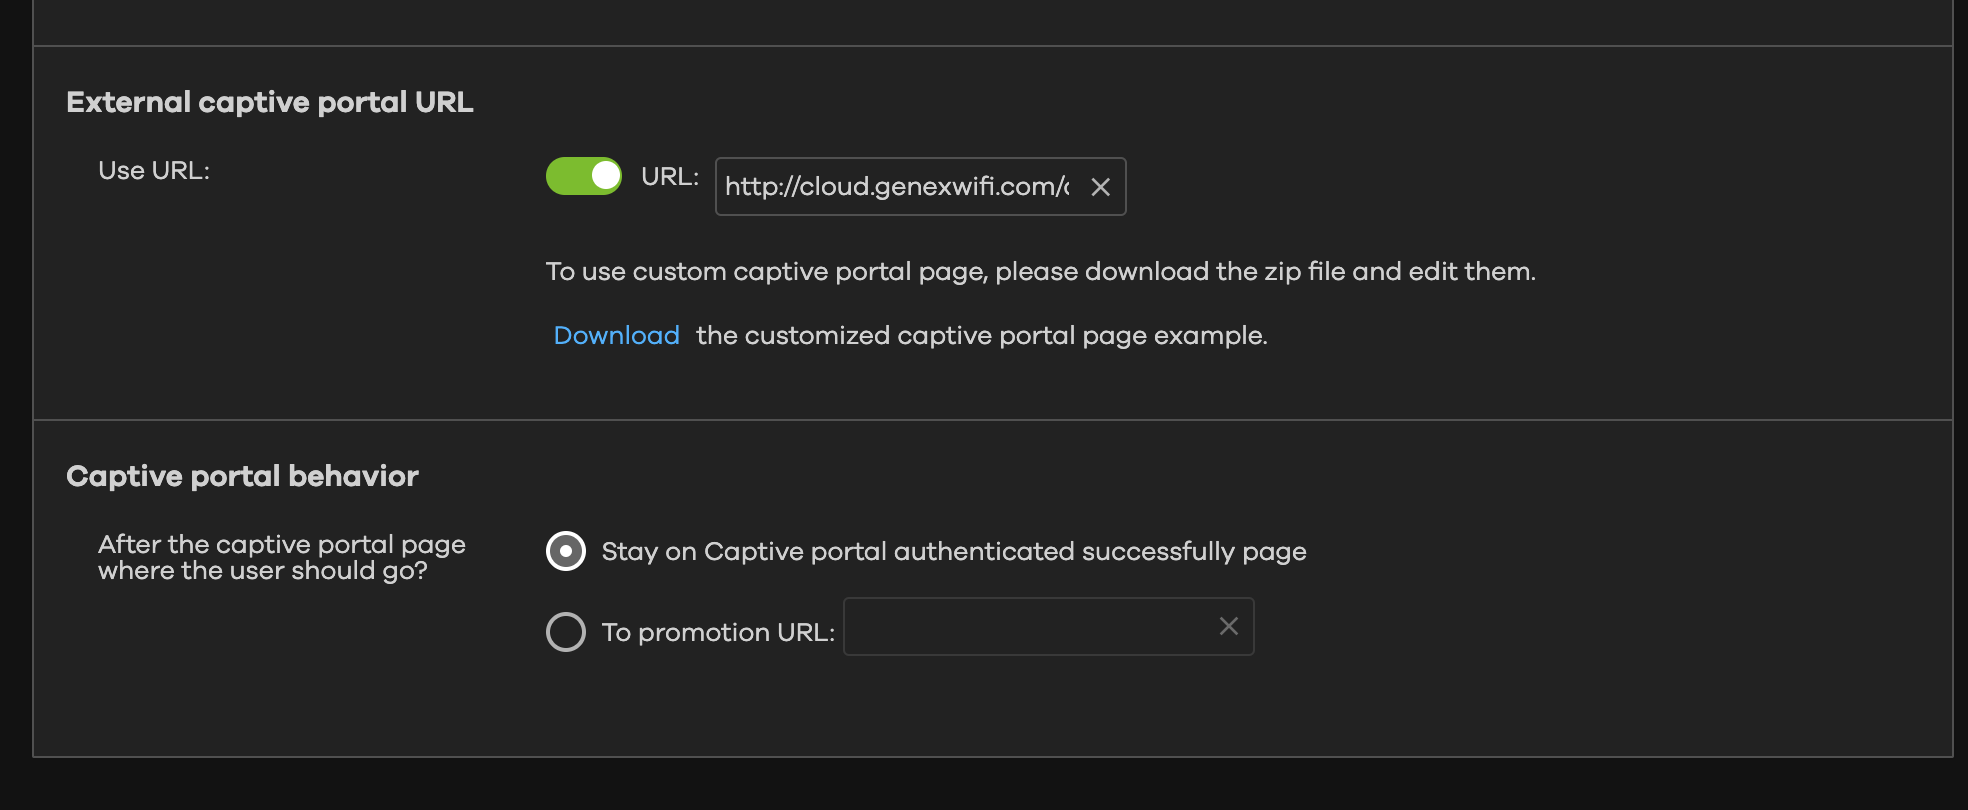 External captive portal URL
Use URL:
URL: http://cloud.genexwifi.com/
To use custom captive portal page, please download the zip file and edit them.
Download the customized captive portal page example.
Captive portal behavior
After the captive portal page
where the user should go?
Stay on Captive portal authenticated successfully page
To promotion URL: